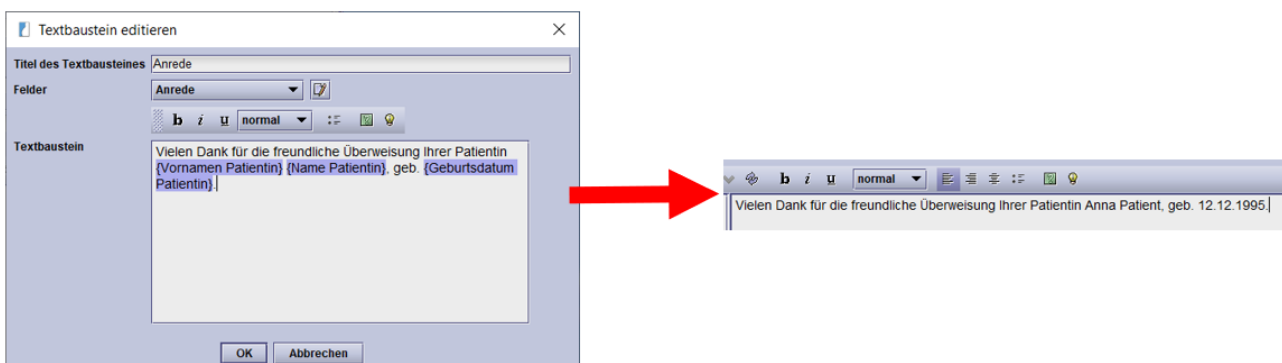 Textbaustein editieren
Titel des Textbausteines Anrede
Felder Anrede
b i u normal
Textbaustein
Vielen Dank für die freundliche Überweisung Ihrer Patientin
{Vornamen Patientin} {Name Patientin}, geb. {Geburtsdatum
Patientin}.
OK Abbrechen
b i u normal
Vielen Dank für die freundliche Überweisung Ihrer Patientin Anna Patient, geb. 12.12.1995.